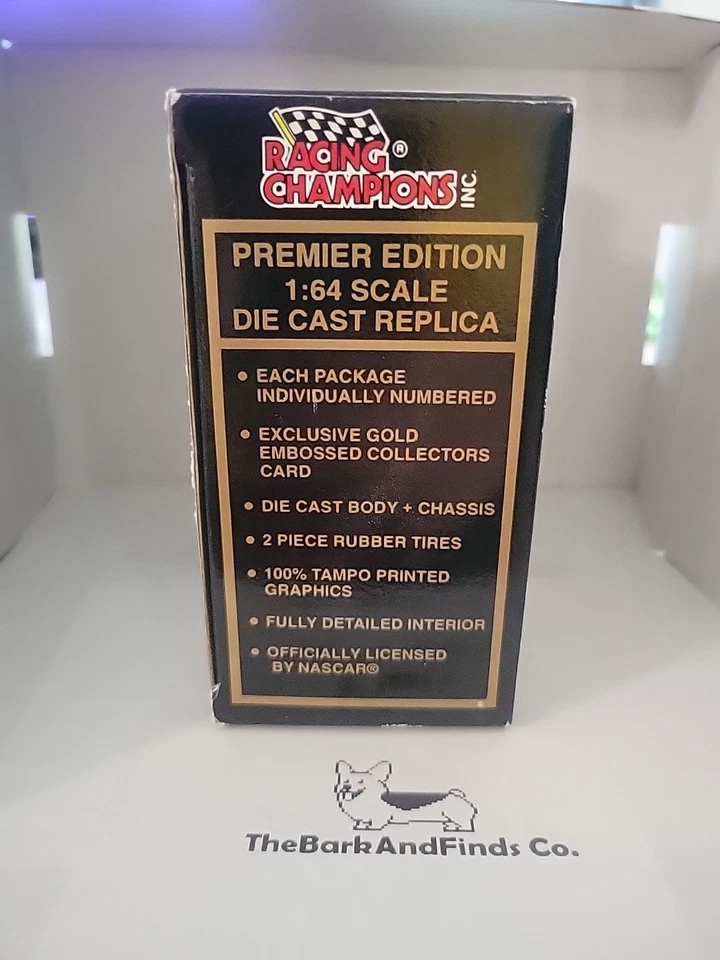 RACING ®
CHAMPIONS INC.
PREMIER EDITION
1:64 SCALE
DIE CAST REPLICA
• EACH PACKAGE
INDIVIDUALLY NUMBERED
• EXCLUSIVE GOLD
EMBOSSED COLLECTORS
CARD
• DIE CAST BODY + CHASSIS
• 2 PIECE RUBBER TIRES
• 100% TAMPO PRINTED
GRAPHICS
• FULLY DETAILED INTERIOR
• OFFICIALLY LICENSED
BY NASCAR®
TheBarkAndFinds Co.